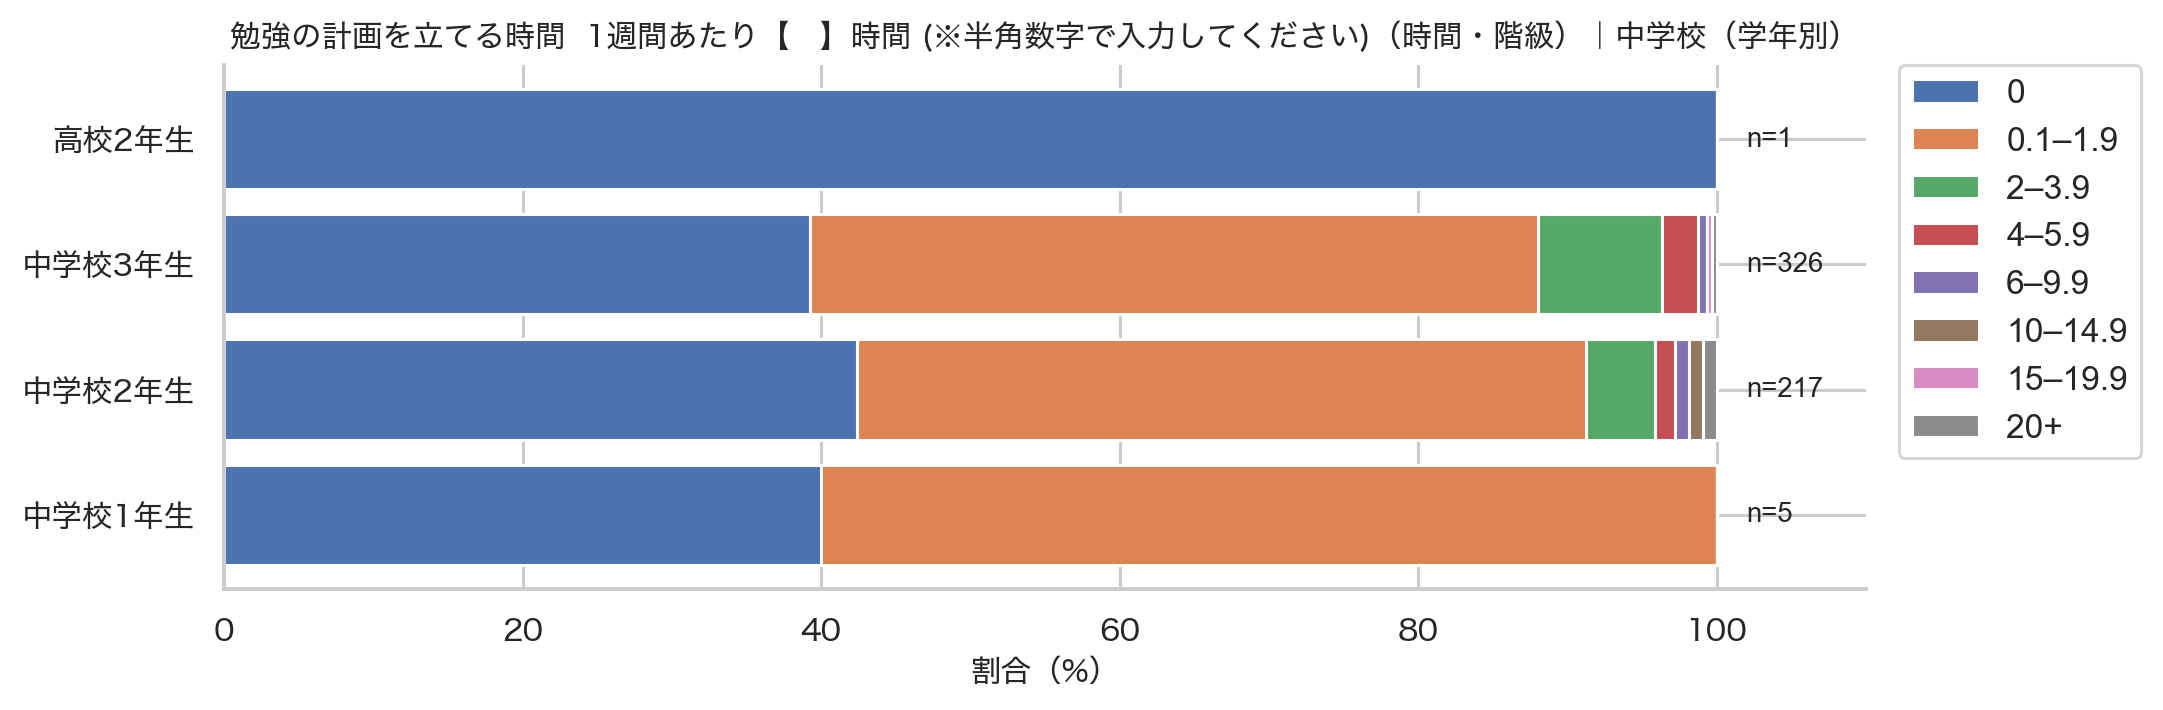 勉強の計画を立てる時間  1週間あたり【　】時間 (※半角数字で入力してください)（時間・階級）｜中学校（学年別）
高校2年生
n=1
中学校3年生
n=326
中学校2年生
n=217
中学校1年生
n=5
0
20
40
60
80
100
割合（%）
0
0.1–1.9
2–3.9
4–5.9
6–9.9
10–14.9
15–19.9
20+